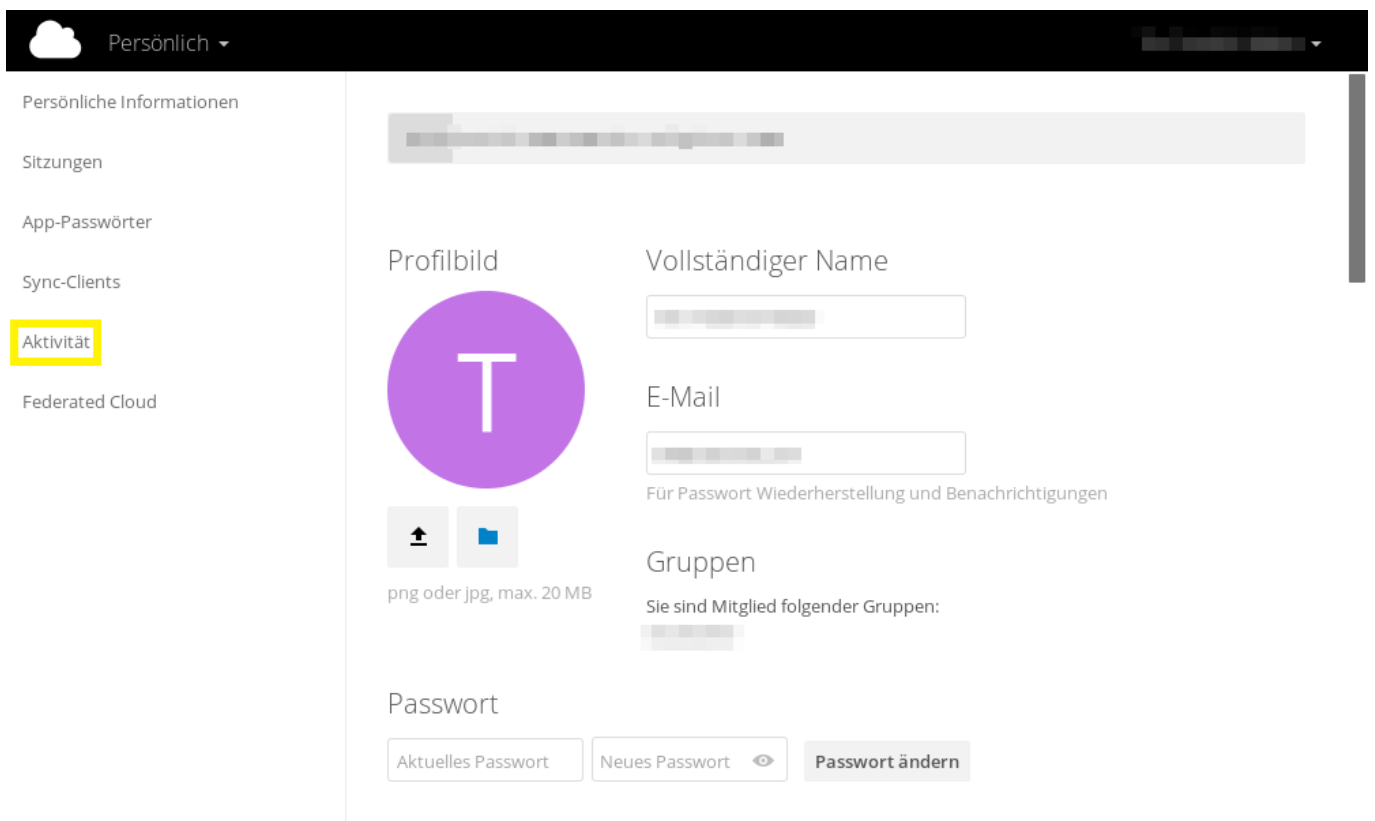 Persönlich
Persönliche Informationen
Sitzungen
App-Passwörter
Sync-Clients
Aktivität
Federated Cloud
Profilbild
T
png oder jpg, max. 20 MB
Vollständiger Name
E-Mail
Für Passwort Wiederherstellung und Benachrichtigungen
Gruppen
Sie sind Mitglied folgender Gruppen:
Passwort
Aktuelles Passwort
Neues Passwort
Passwort ändern